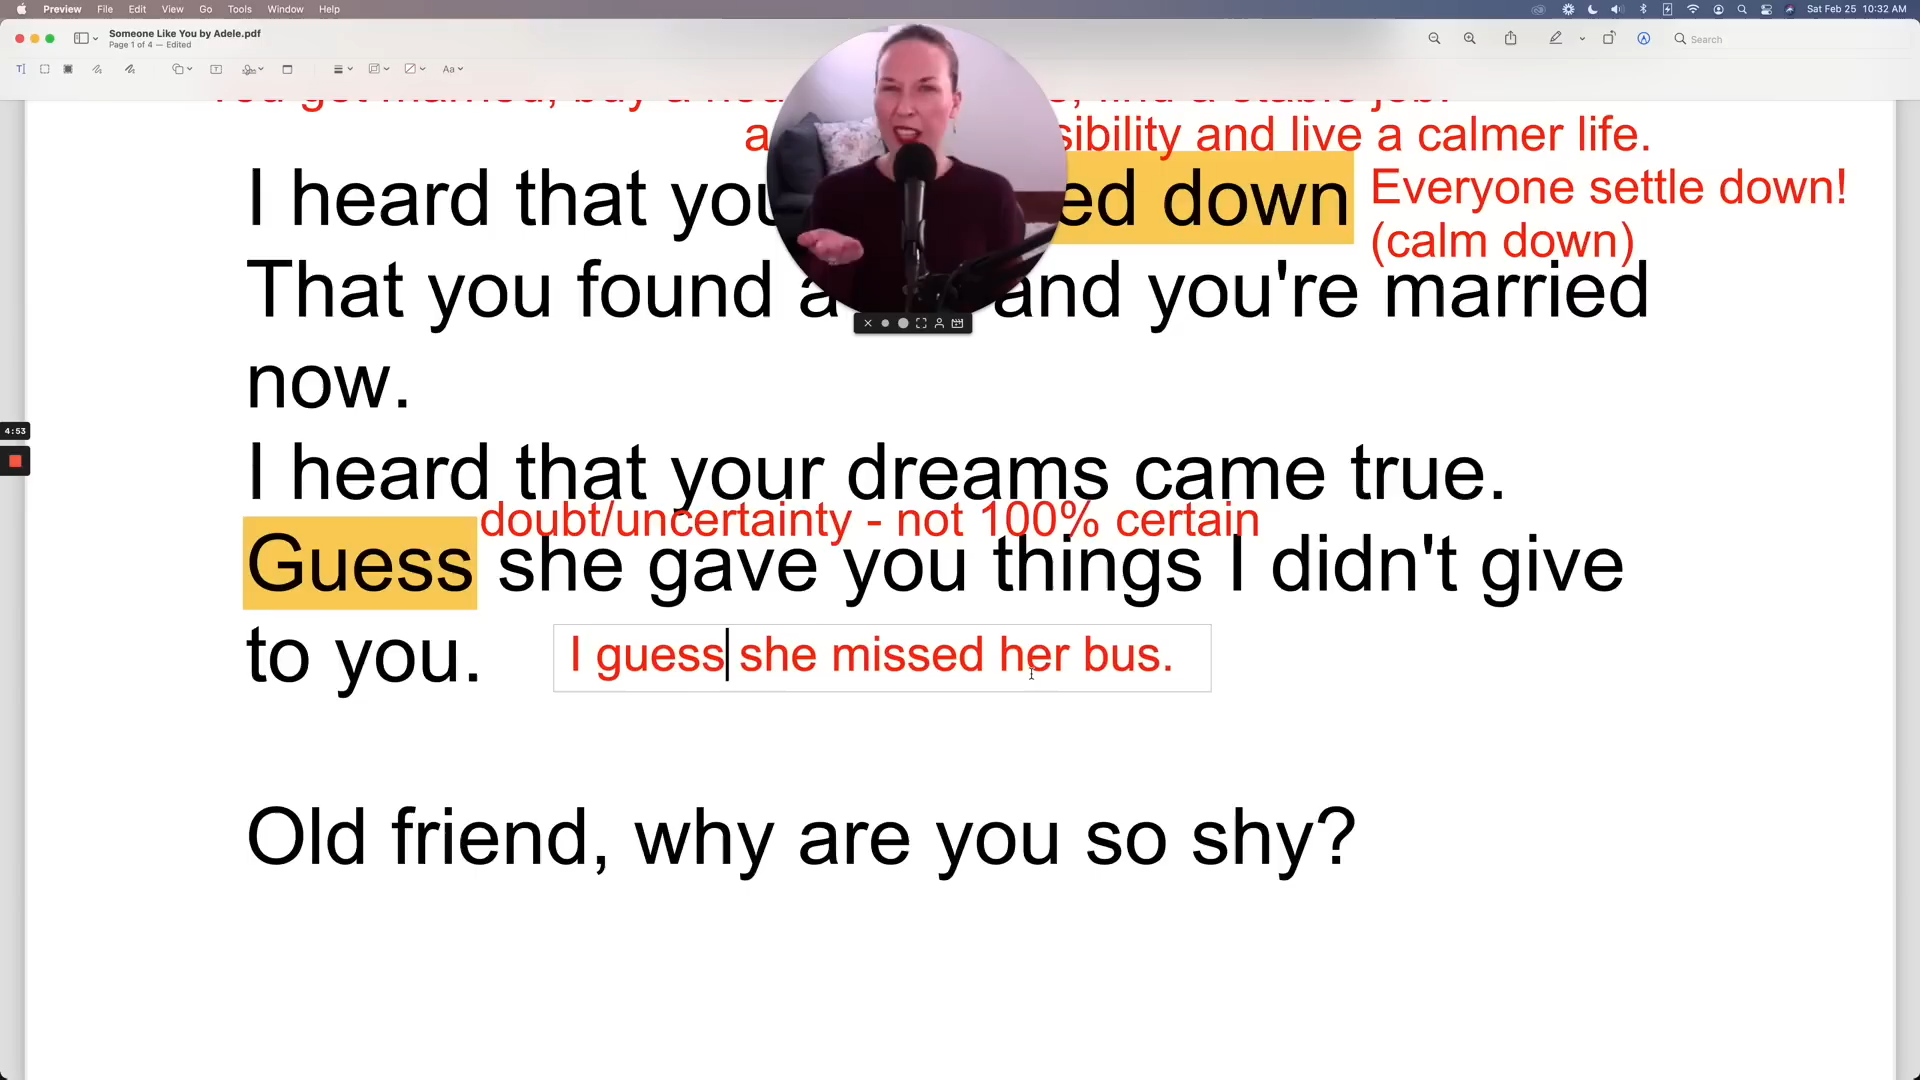 Preview File Edit View Go Tools Window Help Sat Feb 25 10:32 AM
Someone Like You by Adele.pdf
Page 1 of 4 — Edited
Search
Aa
a sibility and live a calmer life.
I heard that you ed down
Everyone settle down!
(calm down)
That you found a and you're married
now.
4:53
I heard that your dreams came true.
doubt/uncertainty - not 100% certain
Guess she gave you things I didn't give
to you.
I guess she missed her bus.
Old friend, why are you so shy?